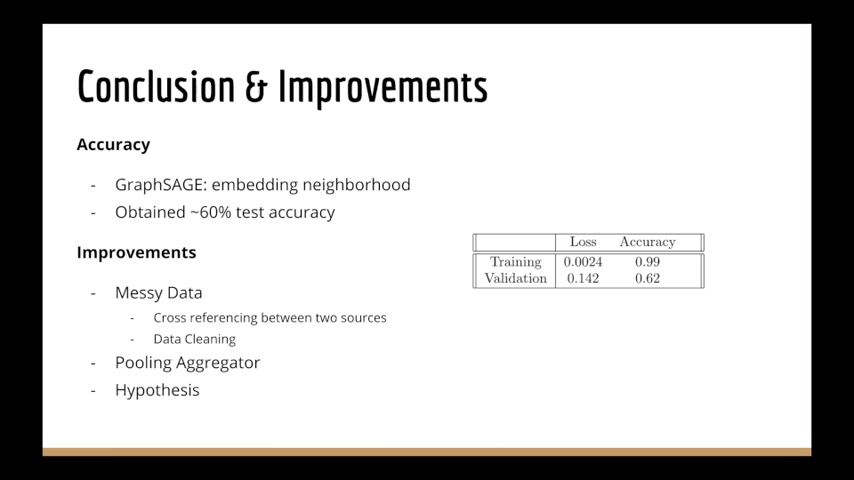 Conclusion & Improvements
Accuracy
- GraphSAGE: embedding neighborhood
- Obtained ~60% test accuracy
Improvements
- Messy Data
- Cross referencing between two sources
- Data Cleaning
- Pooling Aggregator
- Hypothesis
Loss Accuracy
Training 0.0024 0.99
Validation 0.142 0.62